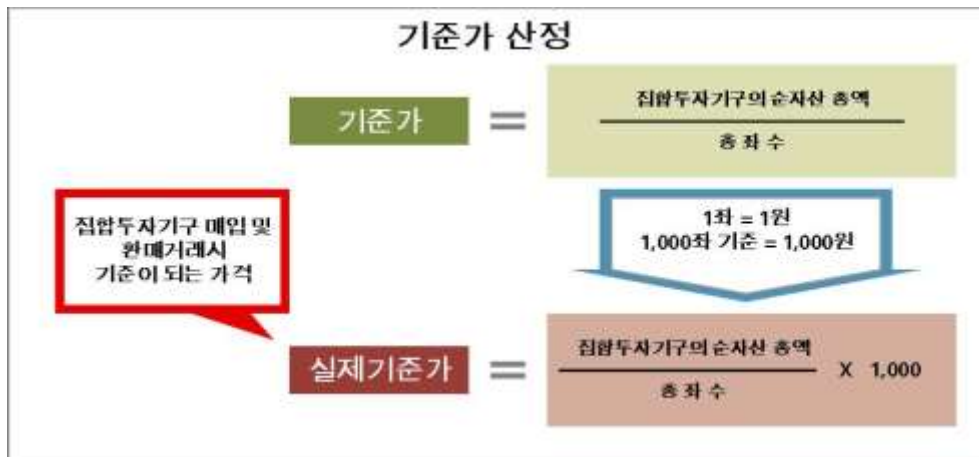 기준가 산정
기준가
=
집합투자기구의 순자산 총액
총 좌 수
집합투자기구 매입 및
환매거래시
기준이 되는 가격
1좌 = 1원
1,000좌 기준 = 1,000원
실제기준가
=
집합투자기구의 순자산 총액
총 좌 수
X 1,000